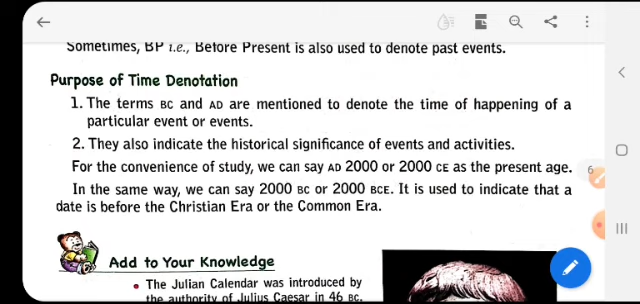 Sometimes, BP i.e., Before Present is also used to denote past events.
Purpose of Time Denotation
1. The terms BC and AD are mentioned to denote the time of happening of a
particular event or events.
2. They also indicate the historical significance of events and activities.
For the convenience of study, we can say AD 2000 or 2000 CE as the present age.
6
In the same way, we can say 2000 BC or 2000 BCE. It is used to indicate that a
date is before the Christian Era or the Common Era.
Add to Your Knowledge
• The Julian Calendar was introduced by
the authority of Julius Caesar in 46 BC.